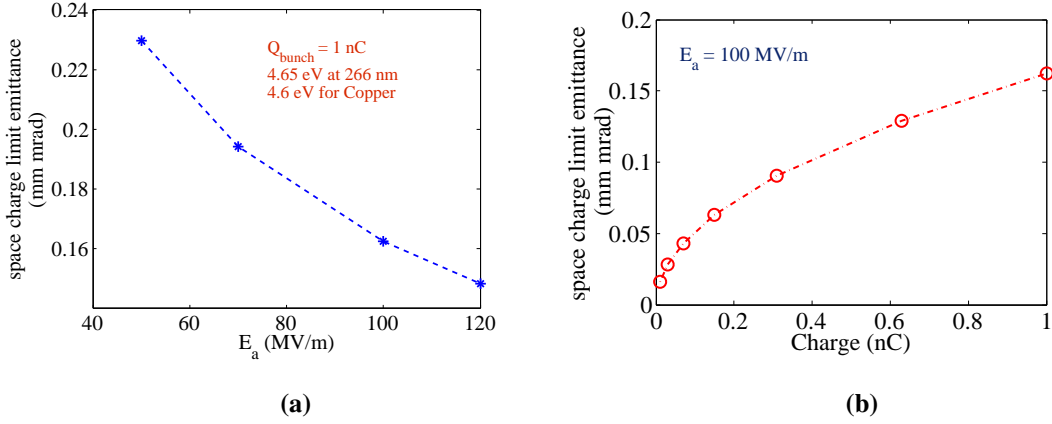 0.24
0.22
0.2
0.18
0.16
40
60
80
100
120
space charge limit emittance
(mm mrad)
E_a (MV/m)
Q_bunch = 1 nC
4.65 eV at 266 nm
4.6 eV for Copper
(a)
0.2
0.15
0.1
0.05
0
0
0.2
0.4
0.6
0.8
1
space charge limit emittance
(mm mrad)
Charge (nC)
E_a = 100 MV/m
(b)